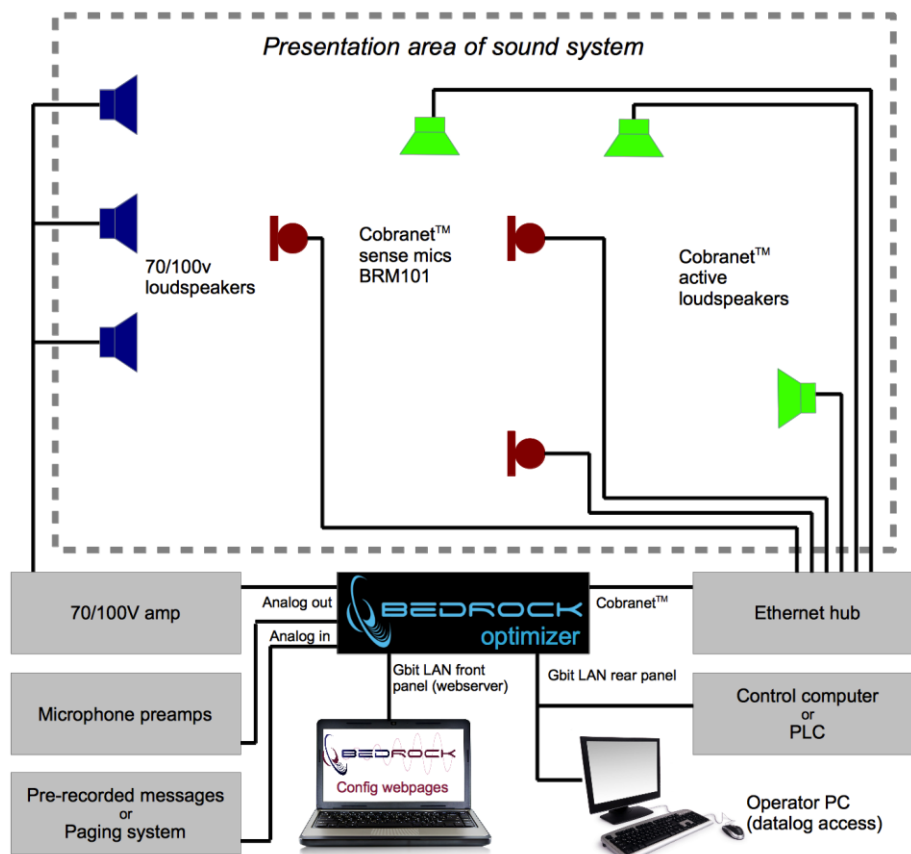 Presentation area of sound system
70/100v
loudspeakers
Cobranet™
sense mics
BRM101
Cobranet™
active
loudspeakers
70/100V amp
Analog out
Analog in
BEDROCK
optimizer
Cobranet™
Ethernet hub
Microphone preamps
Gbit LAN front
panel (webserver)
Gbit LAN rear panel
Control computer
or
PLC
Pre-recorded messages
or
Paging system
BEDROCK
Config webpages
Operator PC
(datalog access)